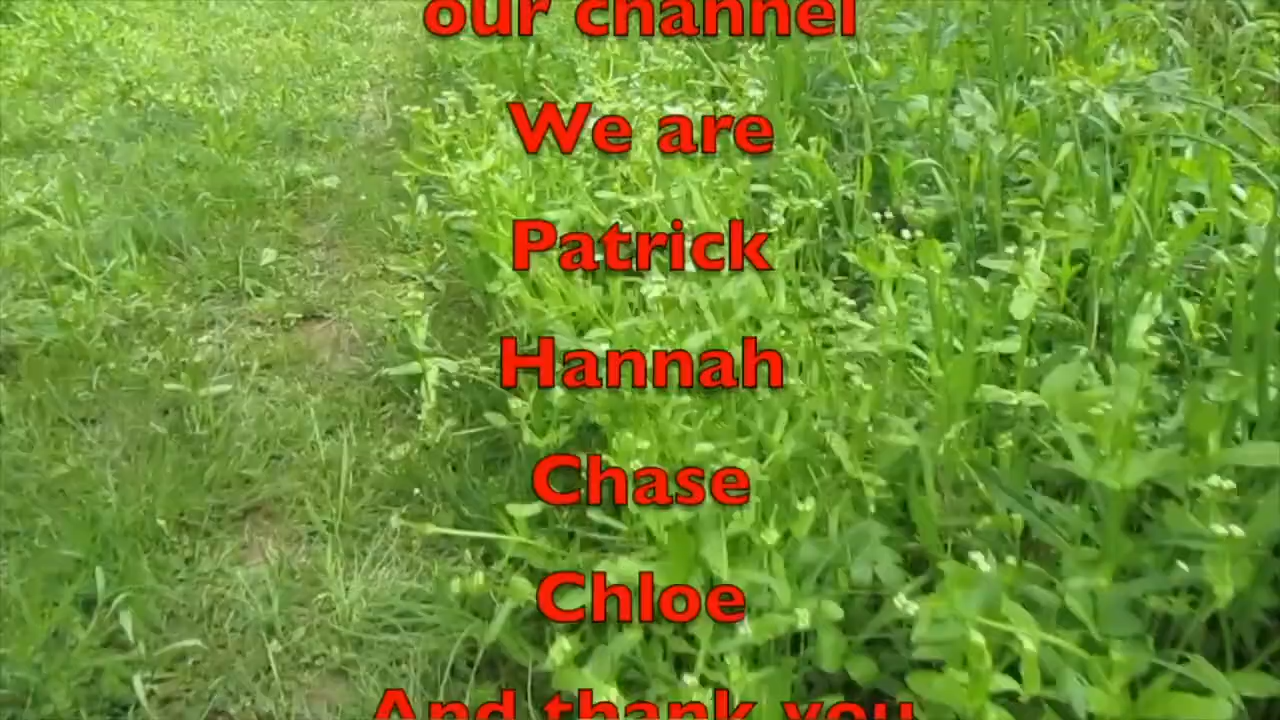 our channel
We are
Patrick
Hannah
Chase
Chloe
And thank you